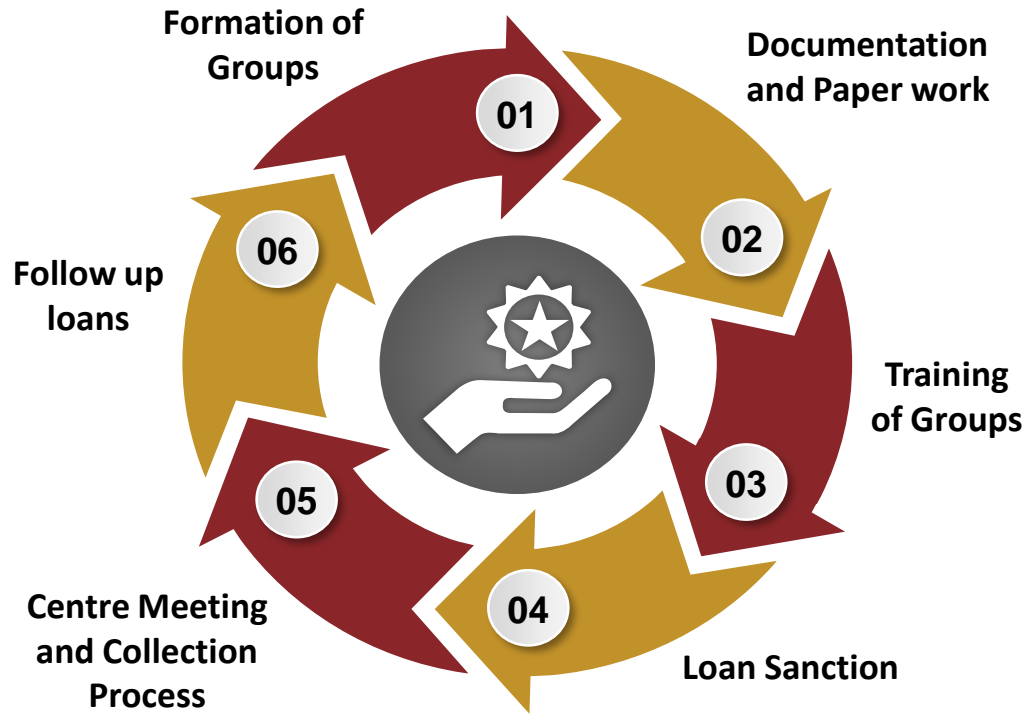 Formation of
Groups
01
Documentation
and Paper work
02
Training
of Groups
03
Loan Sanction
04
Centre Meeting
and Collection
Process
05
Follow up
loans
06